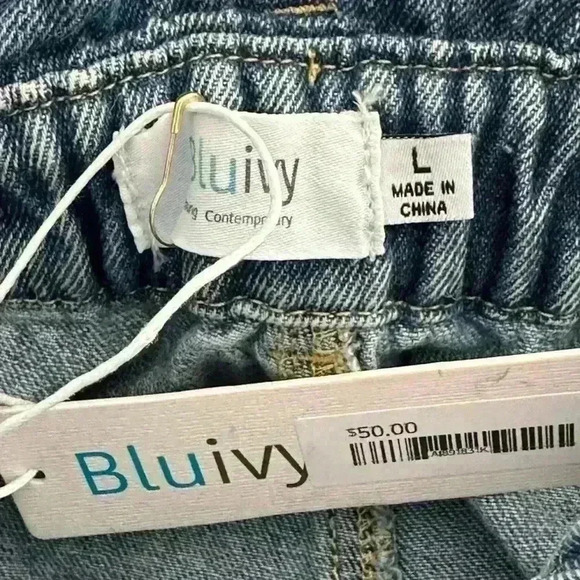 Bluivy
Contemporary
L
MADE IN
CHINA
$50.00
Bluivy